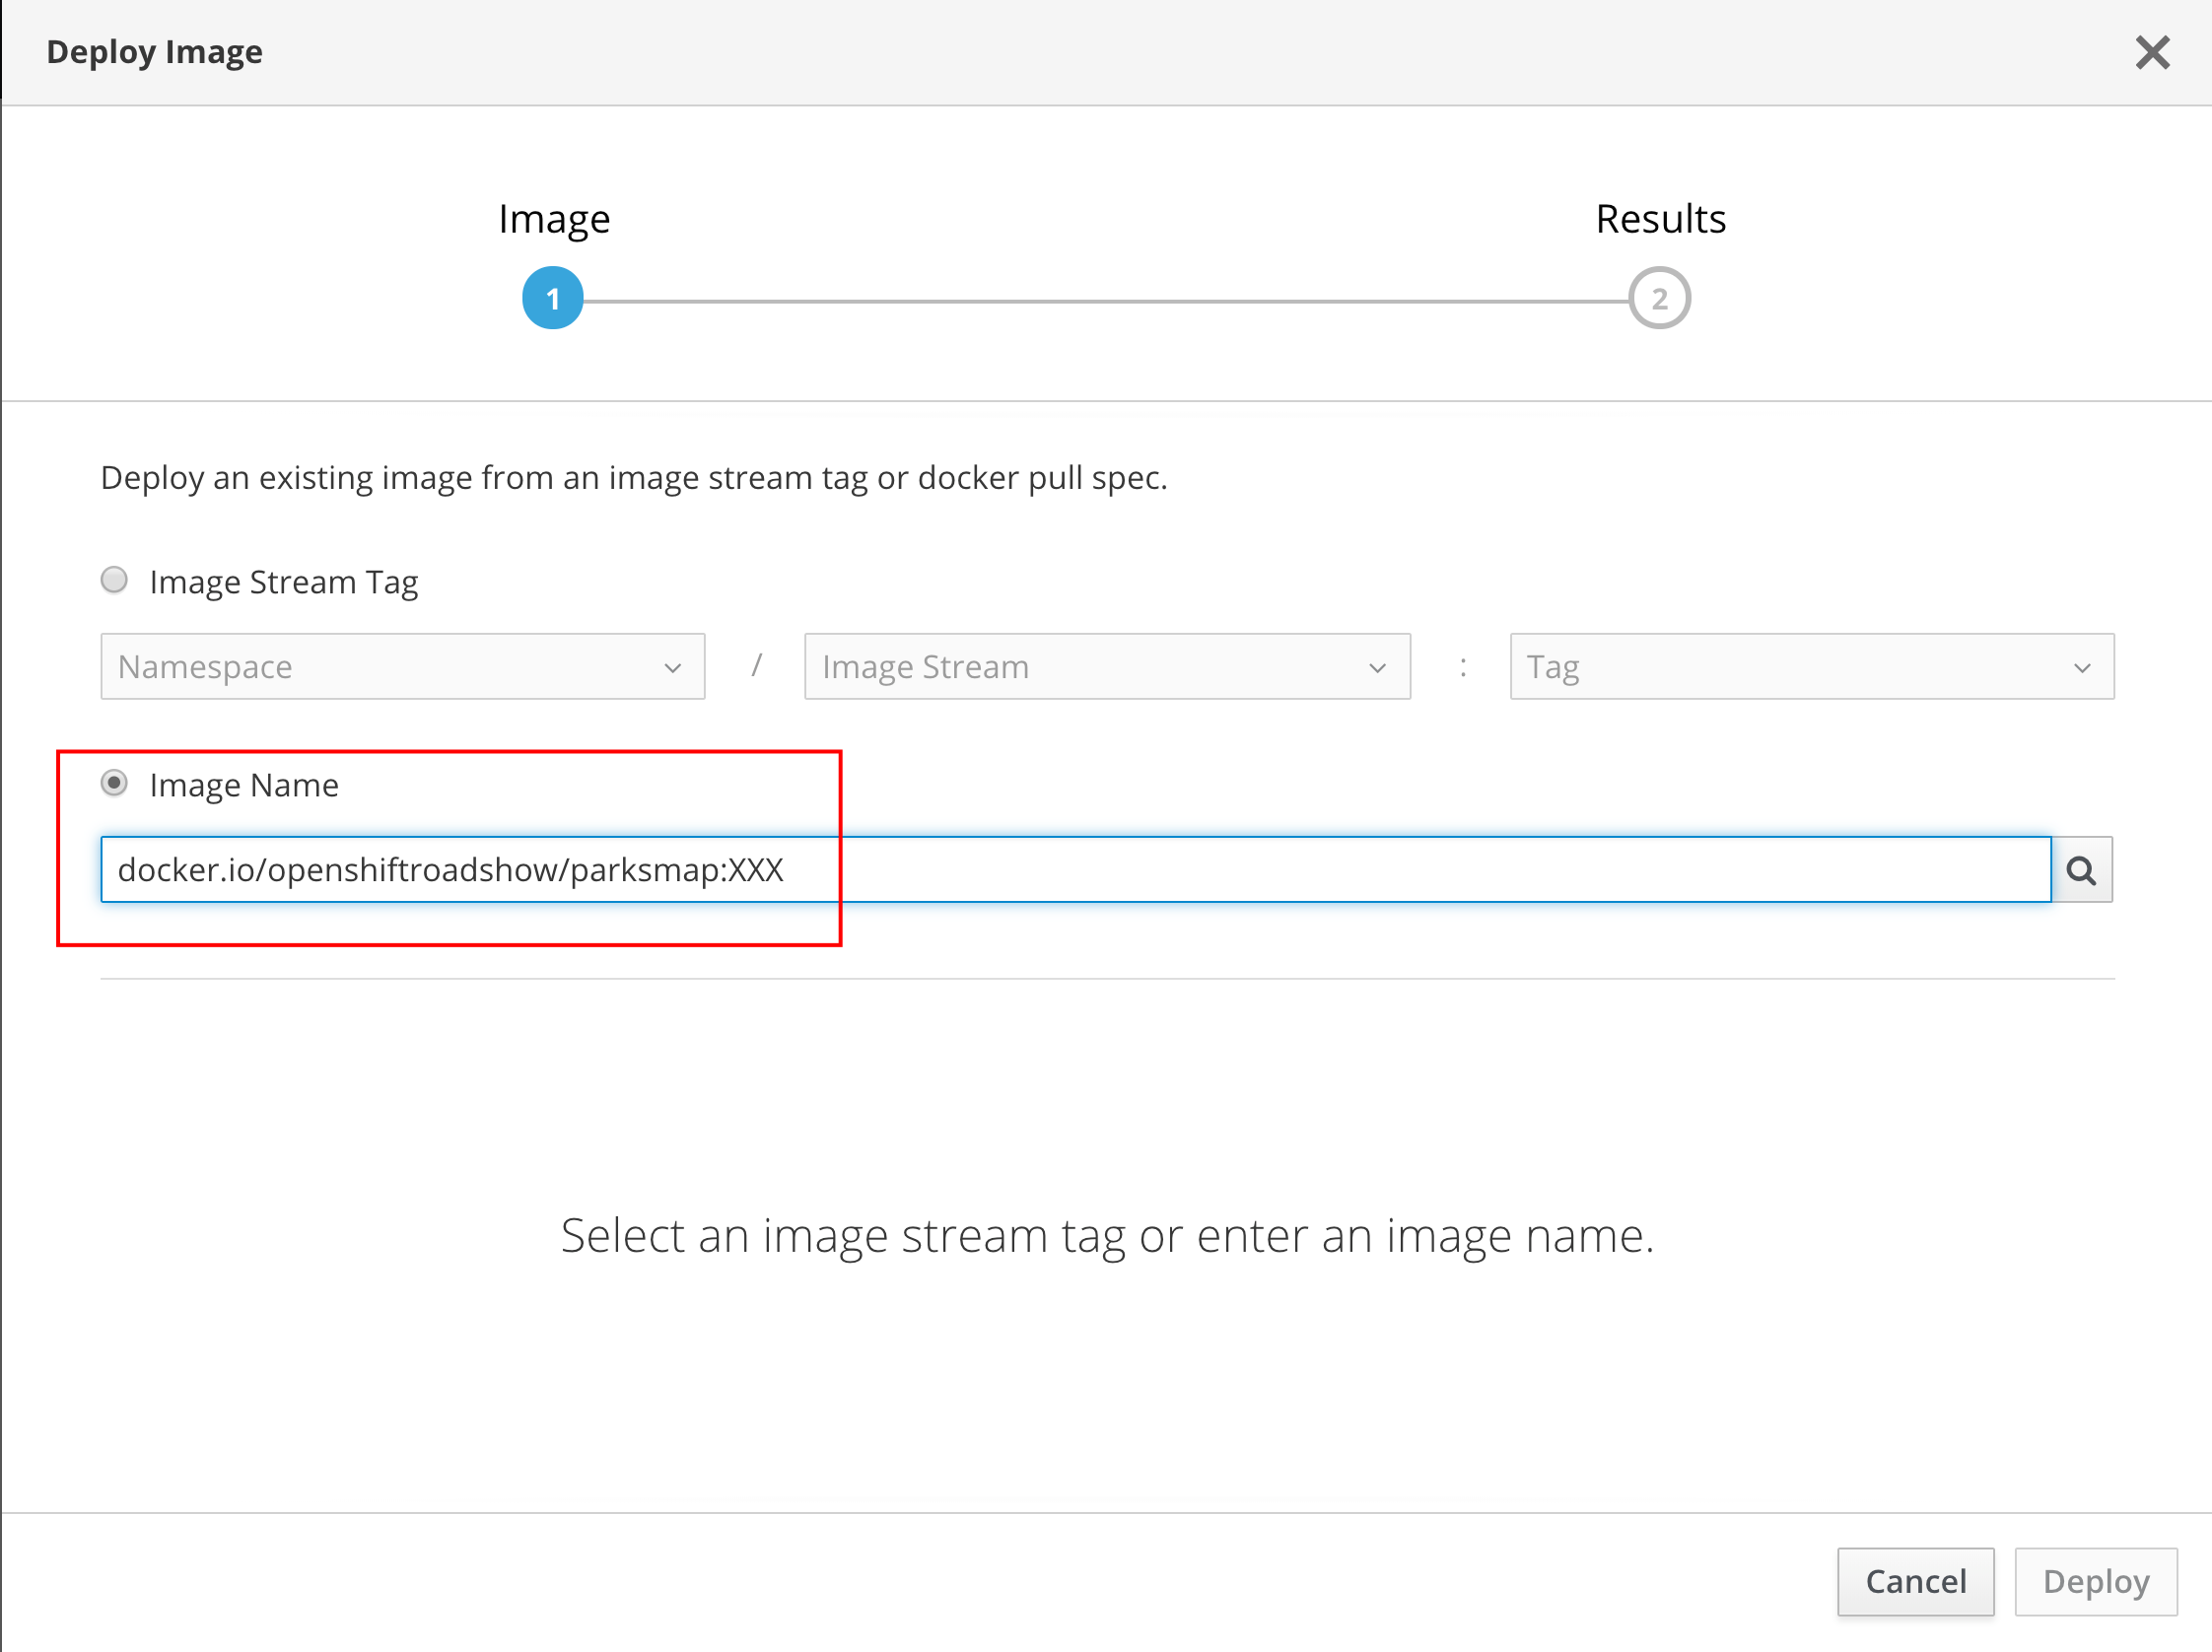 Deploy Image
Image
Results
1
2
Deploy an existing image from an image stream tag or docker pull spec.
Image Stream Tag
Namespace / Image Stream : Tag
Image Name
docker.io/openshiftroadshow/parksmap:XXX
Select an image stream tag or enter an image name.
Cancel
Deploy